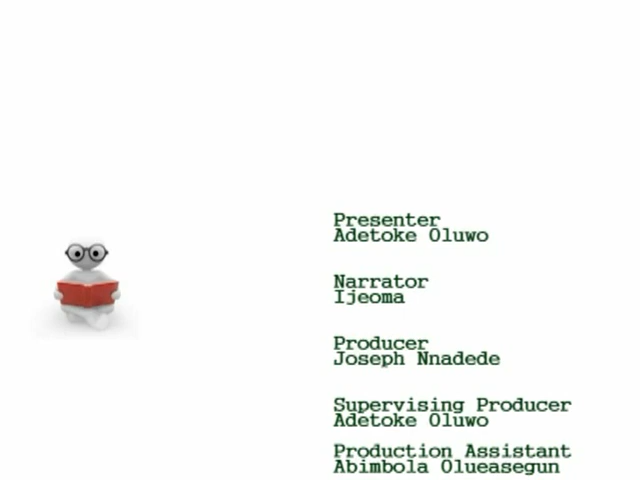 Presenter
Adetoke Oluwo
Narrator
Ijeoma
Producer
Joseph Nnadede
Supervising Producer
Adetoke Oluwo
Production Assistant
Abimbola Olueasegun